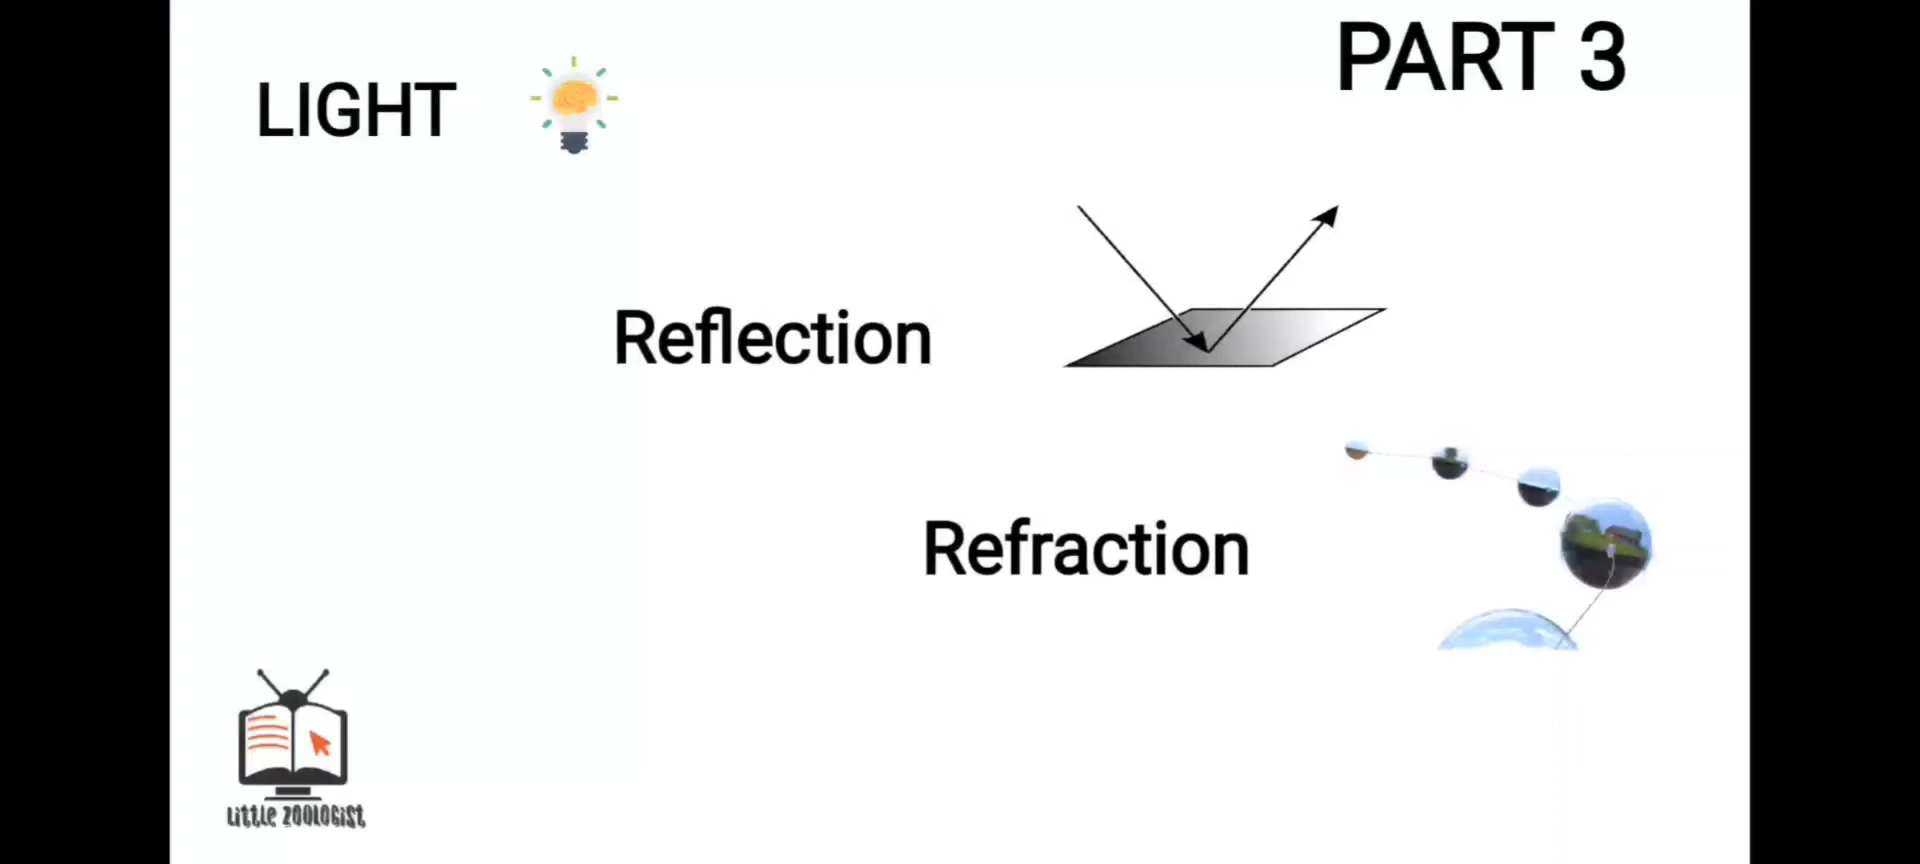 PART 3
LIGHT
Reflection
Refraction
LITTLE ZOOLOGIST